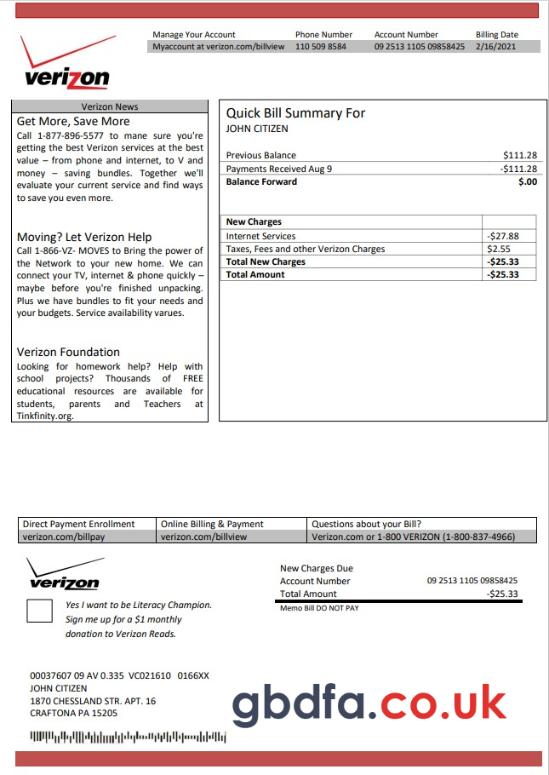 Manage Your Account Phone Number Account Number Billing Date
Myaccount at verizon.com/billview 110 509 8584 09 2513 1105 09858425 2/16/2021
verizon
Verizon News
Get More, Save More
Call 1-877-896-5577 to mane sure you're
getting the best Verizon services at the best
value – from phone and internet, to V and
money – saving bundles. Together we'll
evaluate your current service and find ways
to save you even more.
Moving? Let Verizon Help
Call 1-866-VZ- MOVES to Bring the power of
the Network to your new home. We can
connect your TV, internet & phone quickly –
maybe before you're finished unpacking.
Plus we have bundles to fit your needs and
your budgets. Service availability varues.
Verizon Foundation
Looking for homework help? Help with
school projects? Thousands of FREE
educational resources are available for
students, parents and Teachers at
Tinkfinity.org.
Quick Bill Summary For
JOHN CITIZEN
Previous Balance $111.28
Payments Received Aug 9 -$111.28
Balance Forward $.00
New Charges
Internet Services -$27.88
Taxes, Fees and other Verizon Charges $2.55
Total New Charges -$25.33
Total Amount -$25.33
Direct Payment Enrollment Online Billing & Payment Questions about your Bill?
verizon.com/billpay verizon.com/billview Verizon.com or 1-800 VERIZON (1-800-837-4966)
verizon
Yes I want to be Literacy Champion.
Sign me up for a $1 monthly
donation to Verizon Reads.
New Charges Due
Account Number 09 2513 1105 09858425
Total Amount -$25.33
Memo Bill DO NOT PAY
00037607 09 AV 0.335 VC021610 0166XX
JOHN CITIZEN
1870 CHESSLAND STR. APT. 16
CRAFTONA PA 15205
gbdfa.co.uk